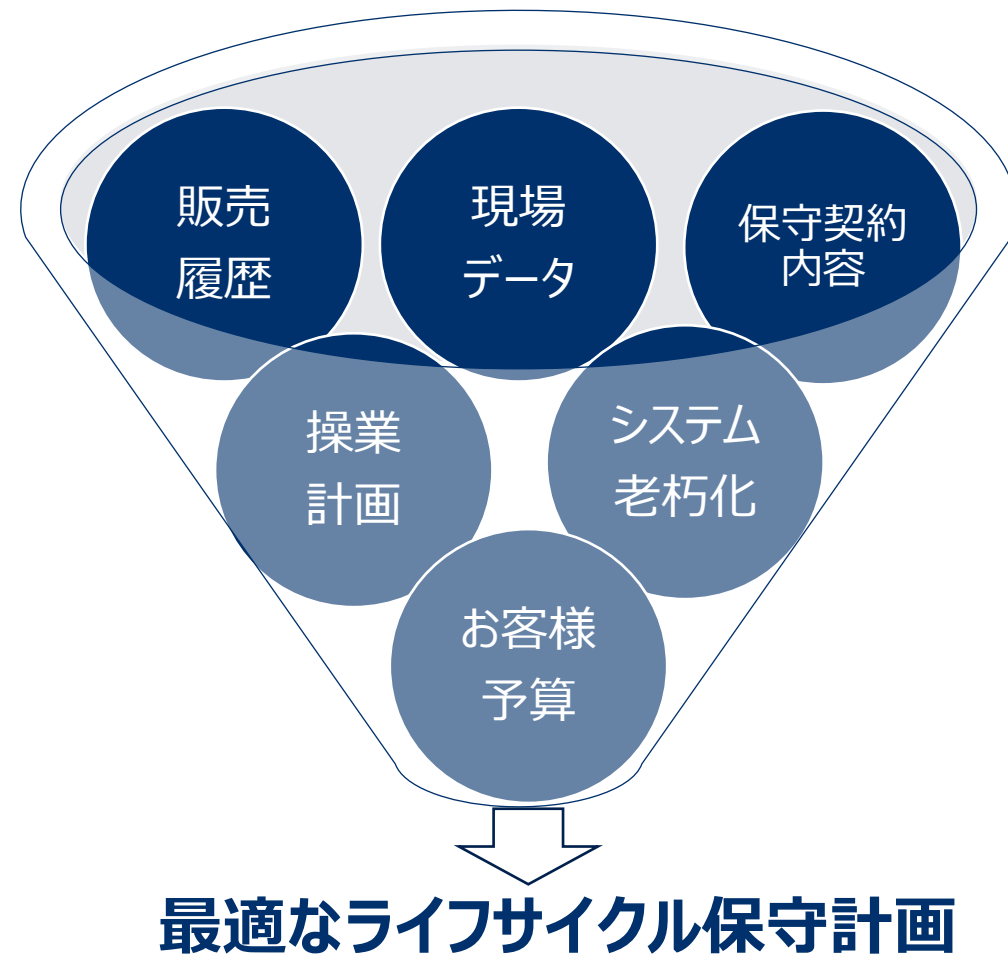 販売
履歴
現場
データ
保守契約
内容
操業
計画
システム
老朽化
お客様
予算
最適なライフサイクル保守計画